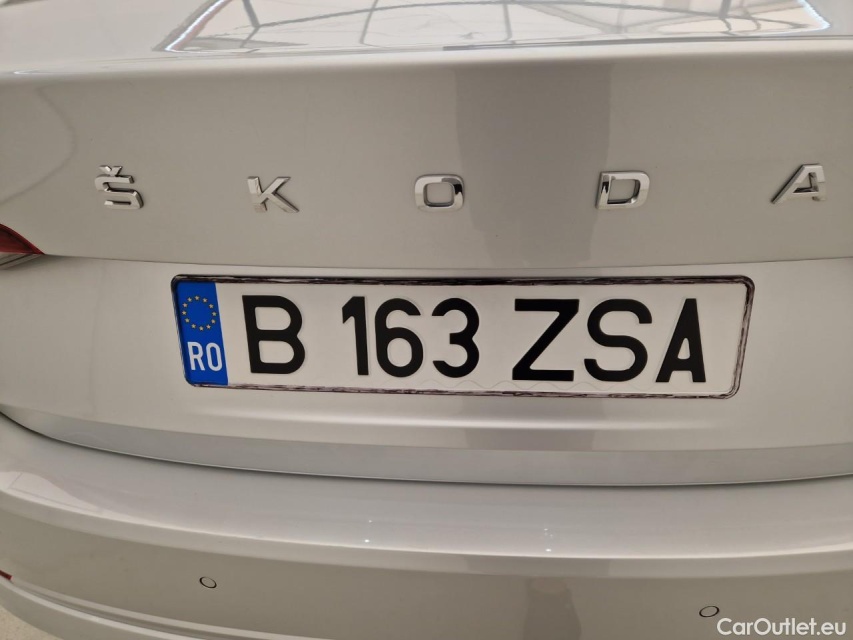 ŠKODA
RO B 163 ZSA
CarOutlet.eu